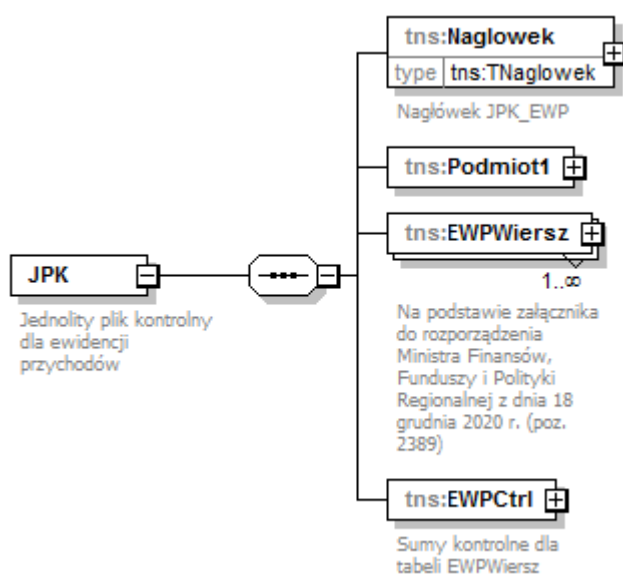 tns:Naglowek
type tns:TNaglowek
Nagłówek JPK_EWP
tns:Podmiot1
tns:EWPWiersz
1..∞
Na podstawie załącznika
do rozporządzenia
Ministra Finansów,
Funduszy i Polityki
Regionalnej z dnia 18
grudnia 2020 r. (poz.
2389)
JPK
Jednolity plik kontrolny
dla ewidencji
przychodów
tns:EWPCtrl
Sumy kontrolne dla
tabeli EWPWiersz